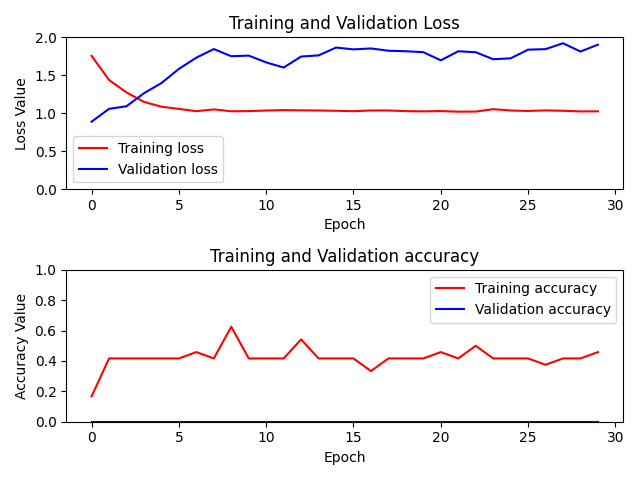 Training and Validation Loss
Loss Value
2.0
1.5
1.0
0.5
0.0
Training loss
Validation loss
0 5 10 15 20 25 30
Epoch
Training and Validation accuracy
Accuracy Value
1.0
0.8
0.6
0.4
0.2
0.0
Training accuracy
Validation accuracy
0 5 10 15 20 25 30
Epoch